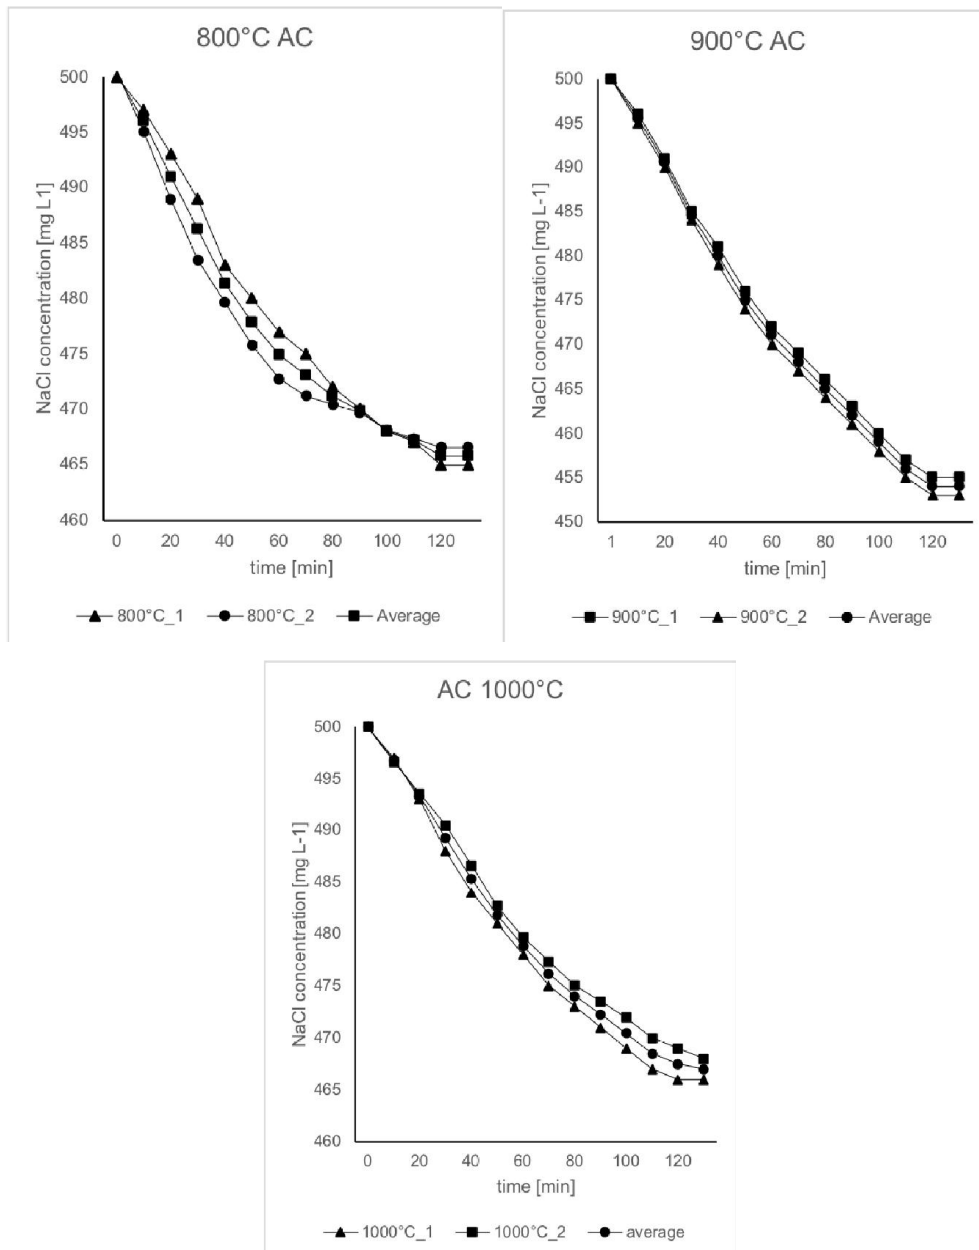 800°C AC
NaCl concentration [mg L1]
500
495
490
485
480
475
470
465
460
0 20 40 60 80 100 120
time [min]
800°C_1 800°C_2 Average
900°C AC
NaCl concentration [mg L-1]
500
495
490
485
480
475
470
465
460
455
450
1 20 40 60 80 100 120
time [min]
900°C_1 900°C_2 Average
AC 1000°C
NaCl concentration [mg L-1]
500
495
490
485
480
475
470
465
460
0 20 40 60 80 100 120
time [min]
1000°C_1 1000°C_2 average